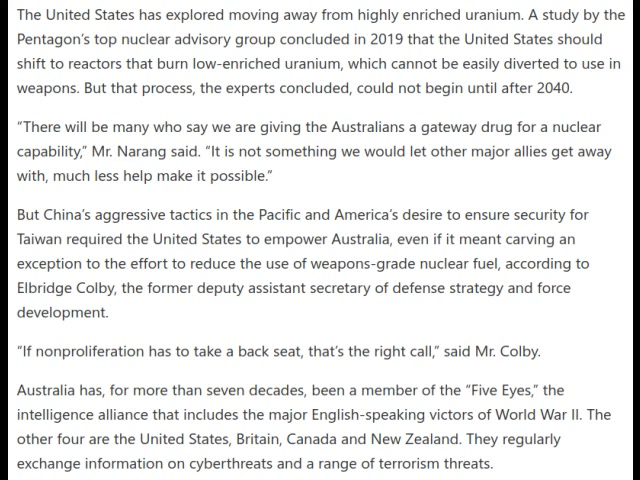 The United States has explored moving away from highly enriched uranium. A study by the
Pentagon’s top nuclear advisory group concluded in 2019 that the United States should
shift to reactors that burn low-enriched uranium, which cannot be easily diverted to use in
weapons. But that process, the experts concluded, could not begin until after 2040.
“There will be many who say we are giving the Australians a gateway drug for a nuclear
capability,” Mr. Narang said. “It is not something we would let other major allies get away
with, much less help make it possible.”
But China’s aggressive tactics in the Pacific and America’s desire to ensure security for
Taiwan required the United States to empower Australia, even if it meant carving an
exception to the effort to reduce the use of weapons-grade nuclear fuel, according to
Elbridge Colby, the former deputy assistant secretary of defense strategy and force
development.
“If nonproliferation has to take a back seat, that’s the right call,” said Mr. Colby.
Australia has, for more than seven decades, been a member of the “Five Eyes,” the
intelligence alliance that includes the major English-speaking victors of World War II. The
other four are the United States, Britain, Canada and New Zealand. They regularly
exchange information on cyberthreats and a range of terrorism threats.